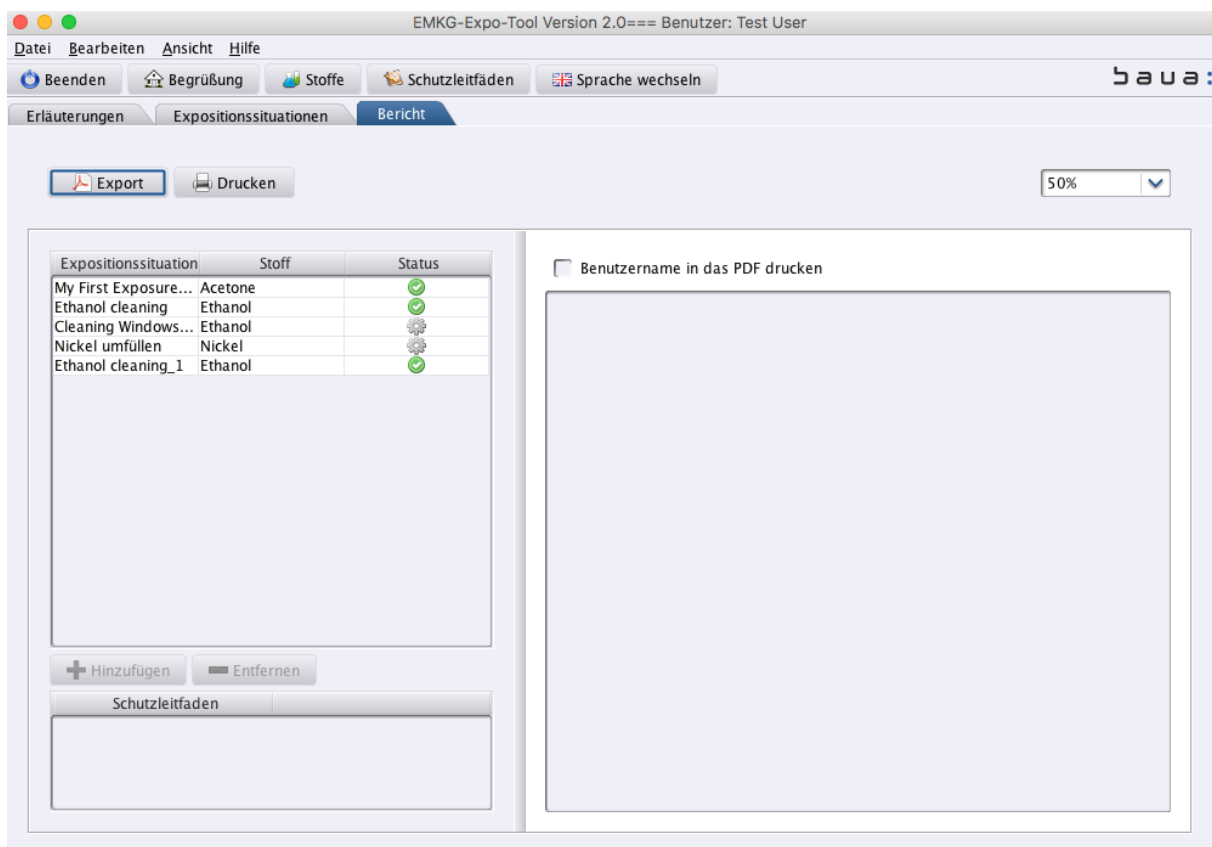 EMKG-Expo-Tool Version 2.0=== Benutzer: Test User
Datei Bearbeiten Ansicht Hilfe
Beenden Begrüßung Stoffe Schutzleitfäden Sprache wechseln baua:
Erläuterungen Expositionssituationen Bericht
Export Drucken 50%
Expositionssituation Stoff Status
Benutzername in das PDF drucken
My First Exposure... Acetone
Ethanol cleaning Ethanol
Cleaning Windows... Ethanol
Nickel umfüllen Nickel
Ethanol cleaning_1 Ethanol
Hinzufügen Entfernen
Schutzleitfaden